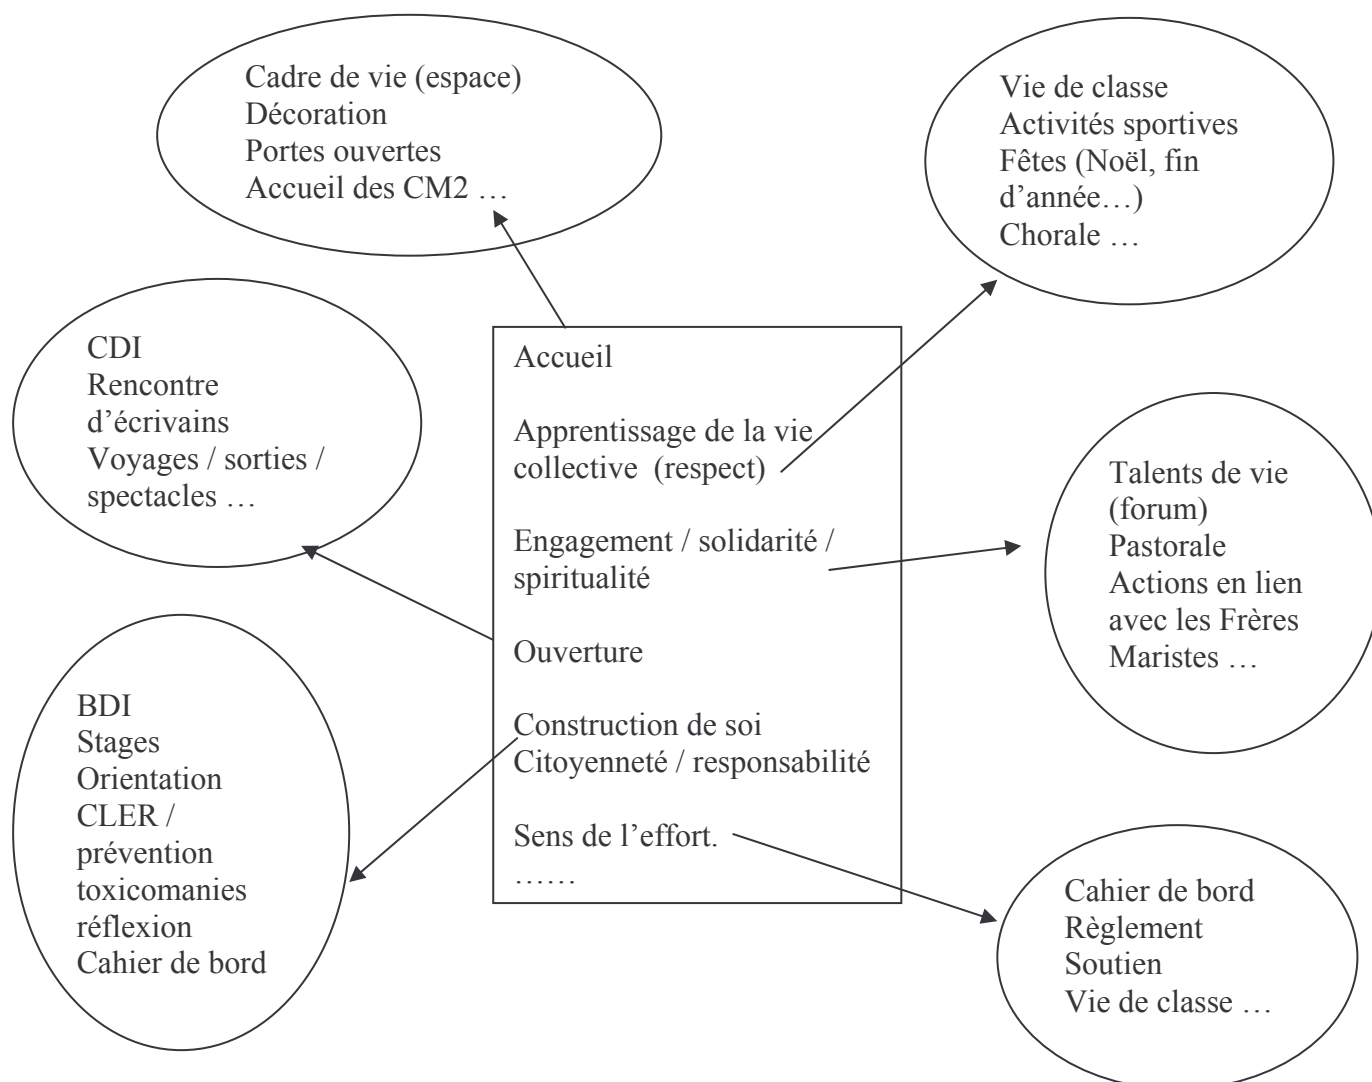 Cadre de vie (espace)
Décoration
Portes ouvertes
Accueil des CM2 …
Vie de classe
Activités sportives
Fêtes (Noël, fin
d’année…)
Chorale …
CDI
Rencontre
d’écrivains
Voyages / sorties /
spectacles …
Accueil
Apprentissage de la vie
collective (respect)
Engagement / solidarité /
spiritualité
Ouverture
Construction de soi
Citoyenneté / responsabilité
Sens de l’effort.
……
Talents de vie
(forum)
Pastorale
Actions en lien
avec les Frères
Maristes …
BDI
Stages
Orientation
CLER /
prévention
toxicomanies
réflexion
Cahier de bord
Cahier de bord
Règlement
Soutien
Vie de classe …